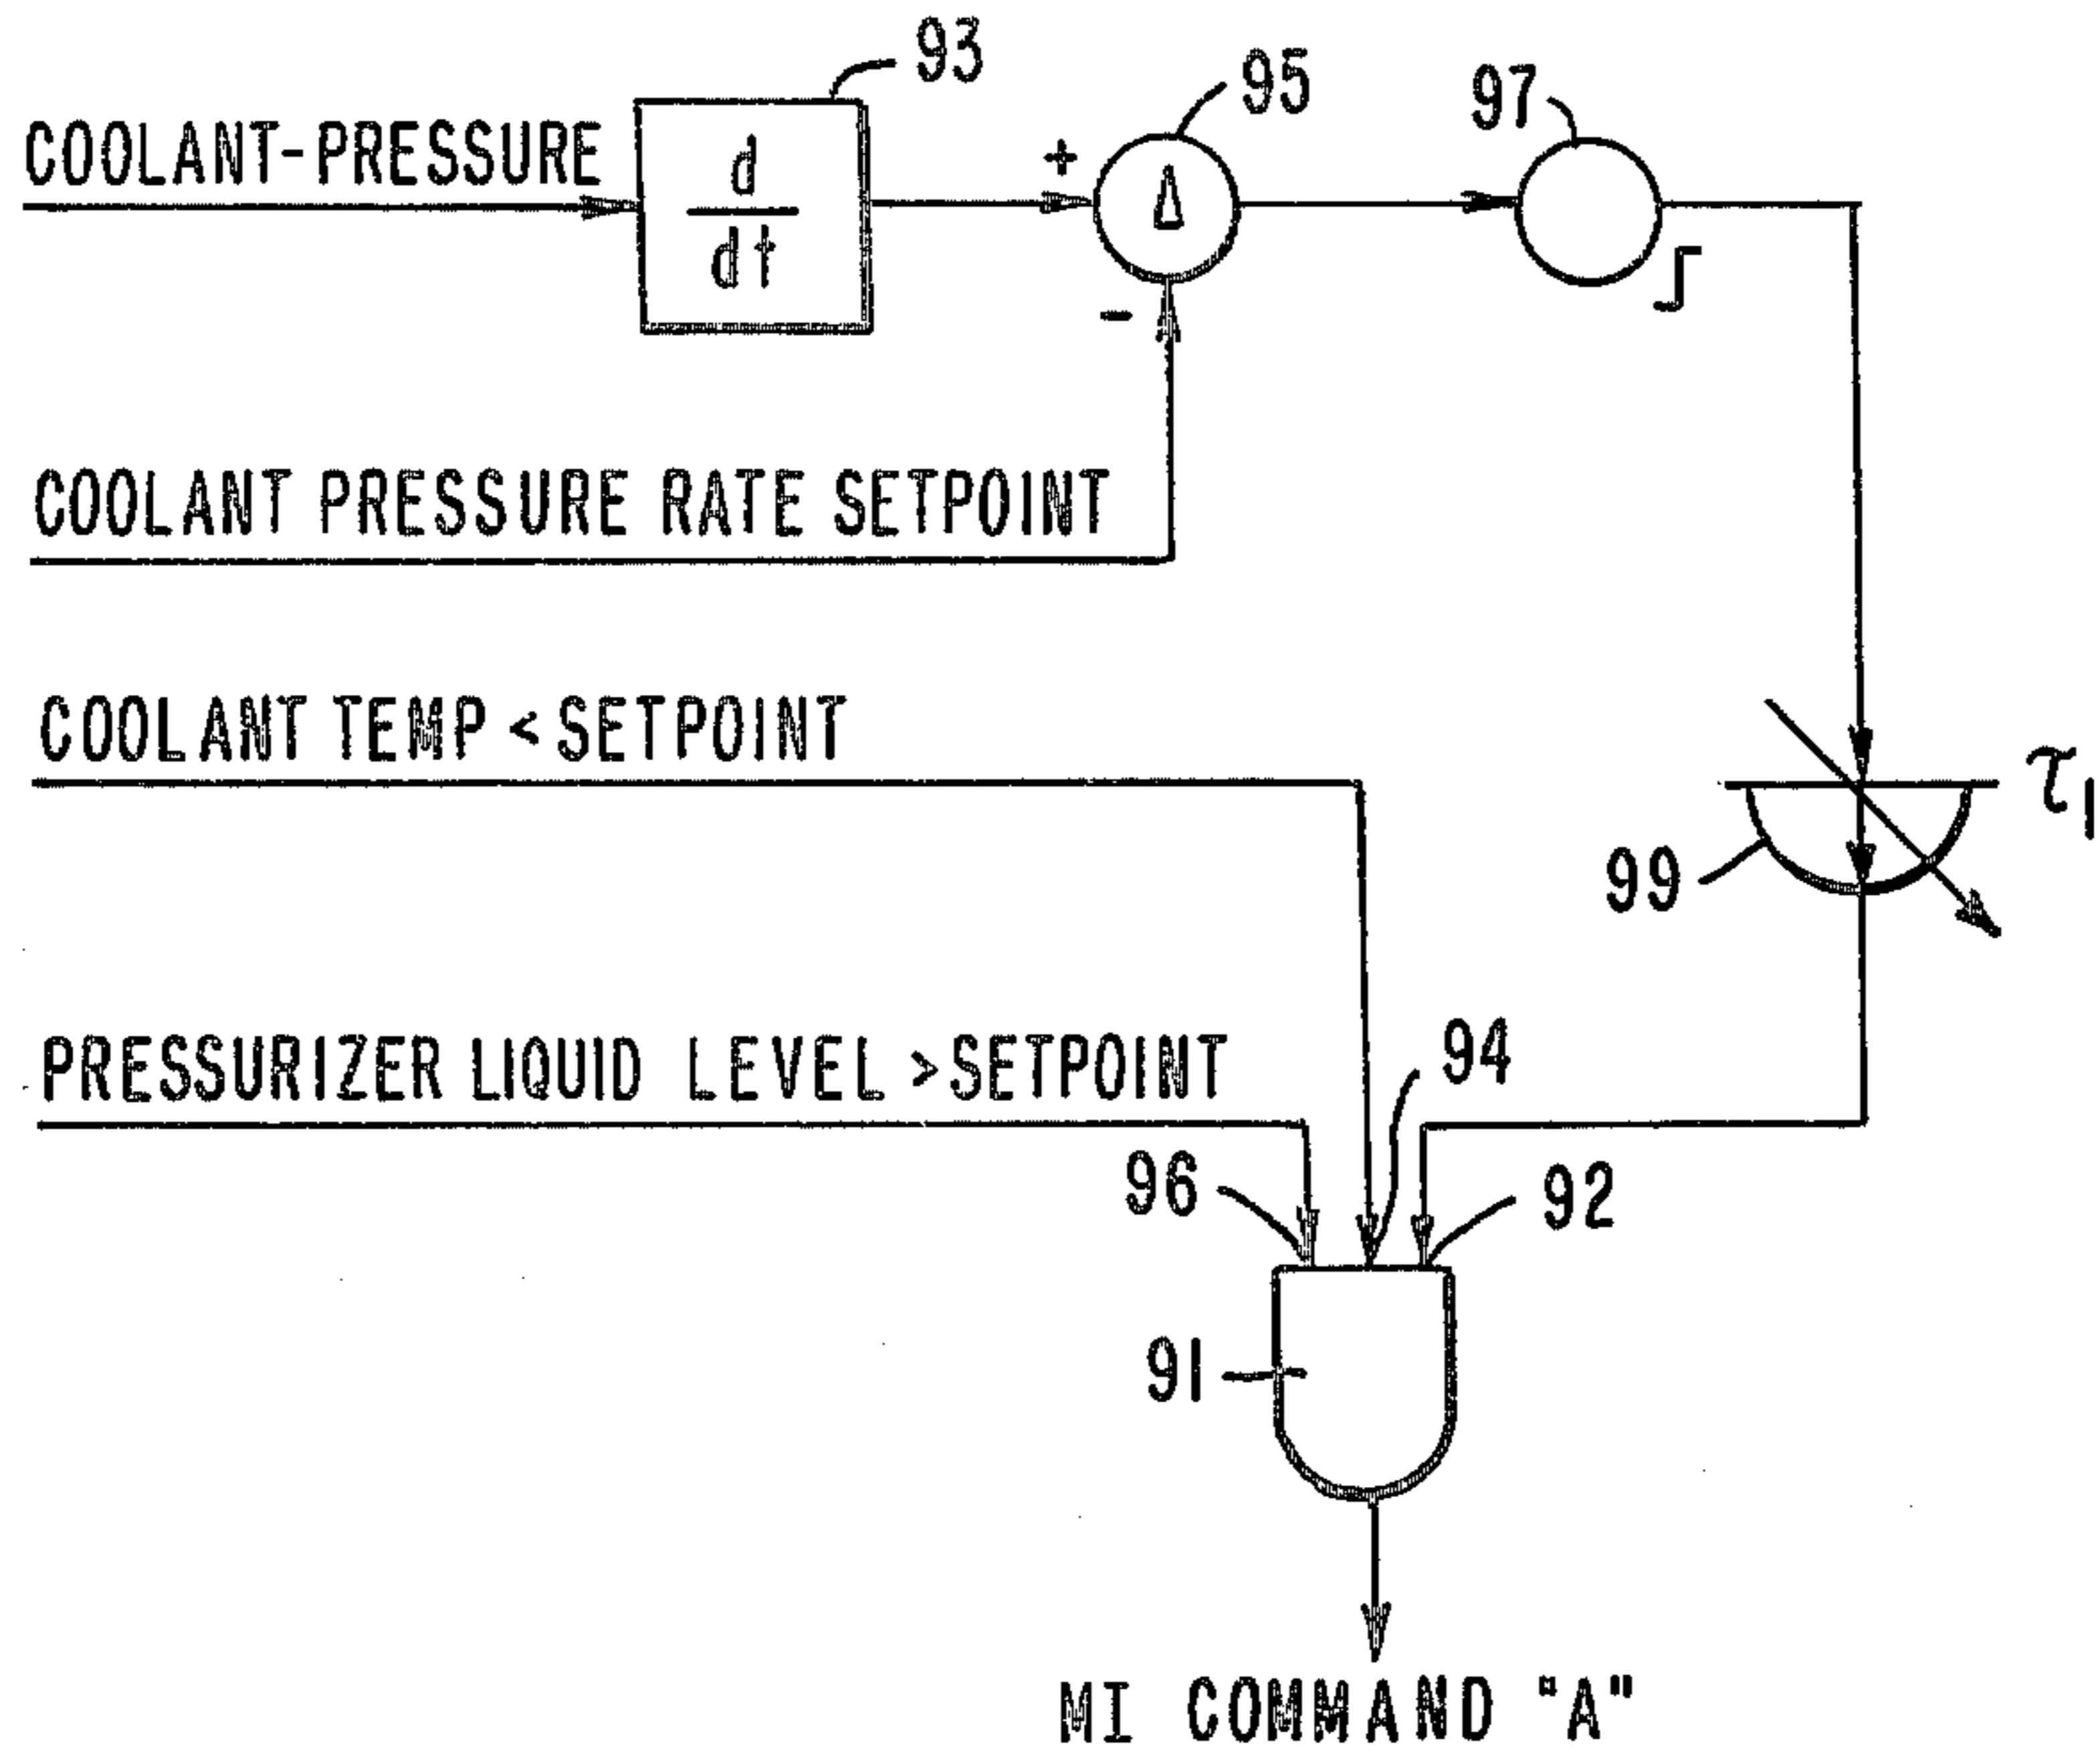 93
95
97
COOLANT-PRESSURE
d
dt
+
Δ
-
COOLANT PRESSURE RATE SETPOINT
COOLANT TEMP < SETPOINT
τ1
99
PRESSURIZER LIQUID LEVEL > SETPOINT
94
96
92
91
MI COMMAND "A"